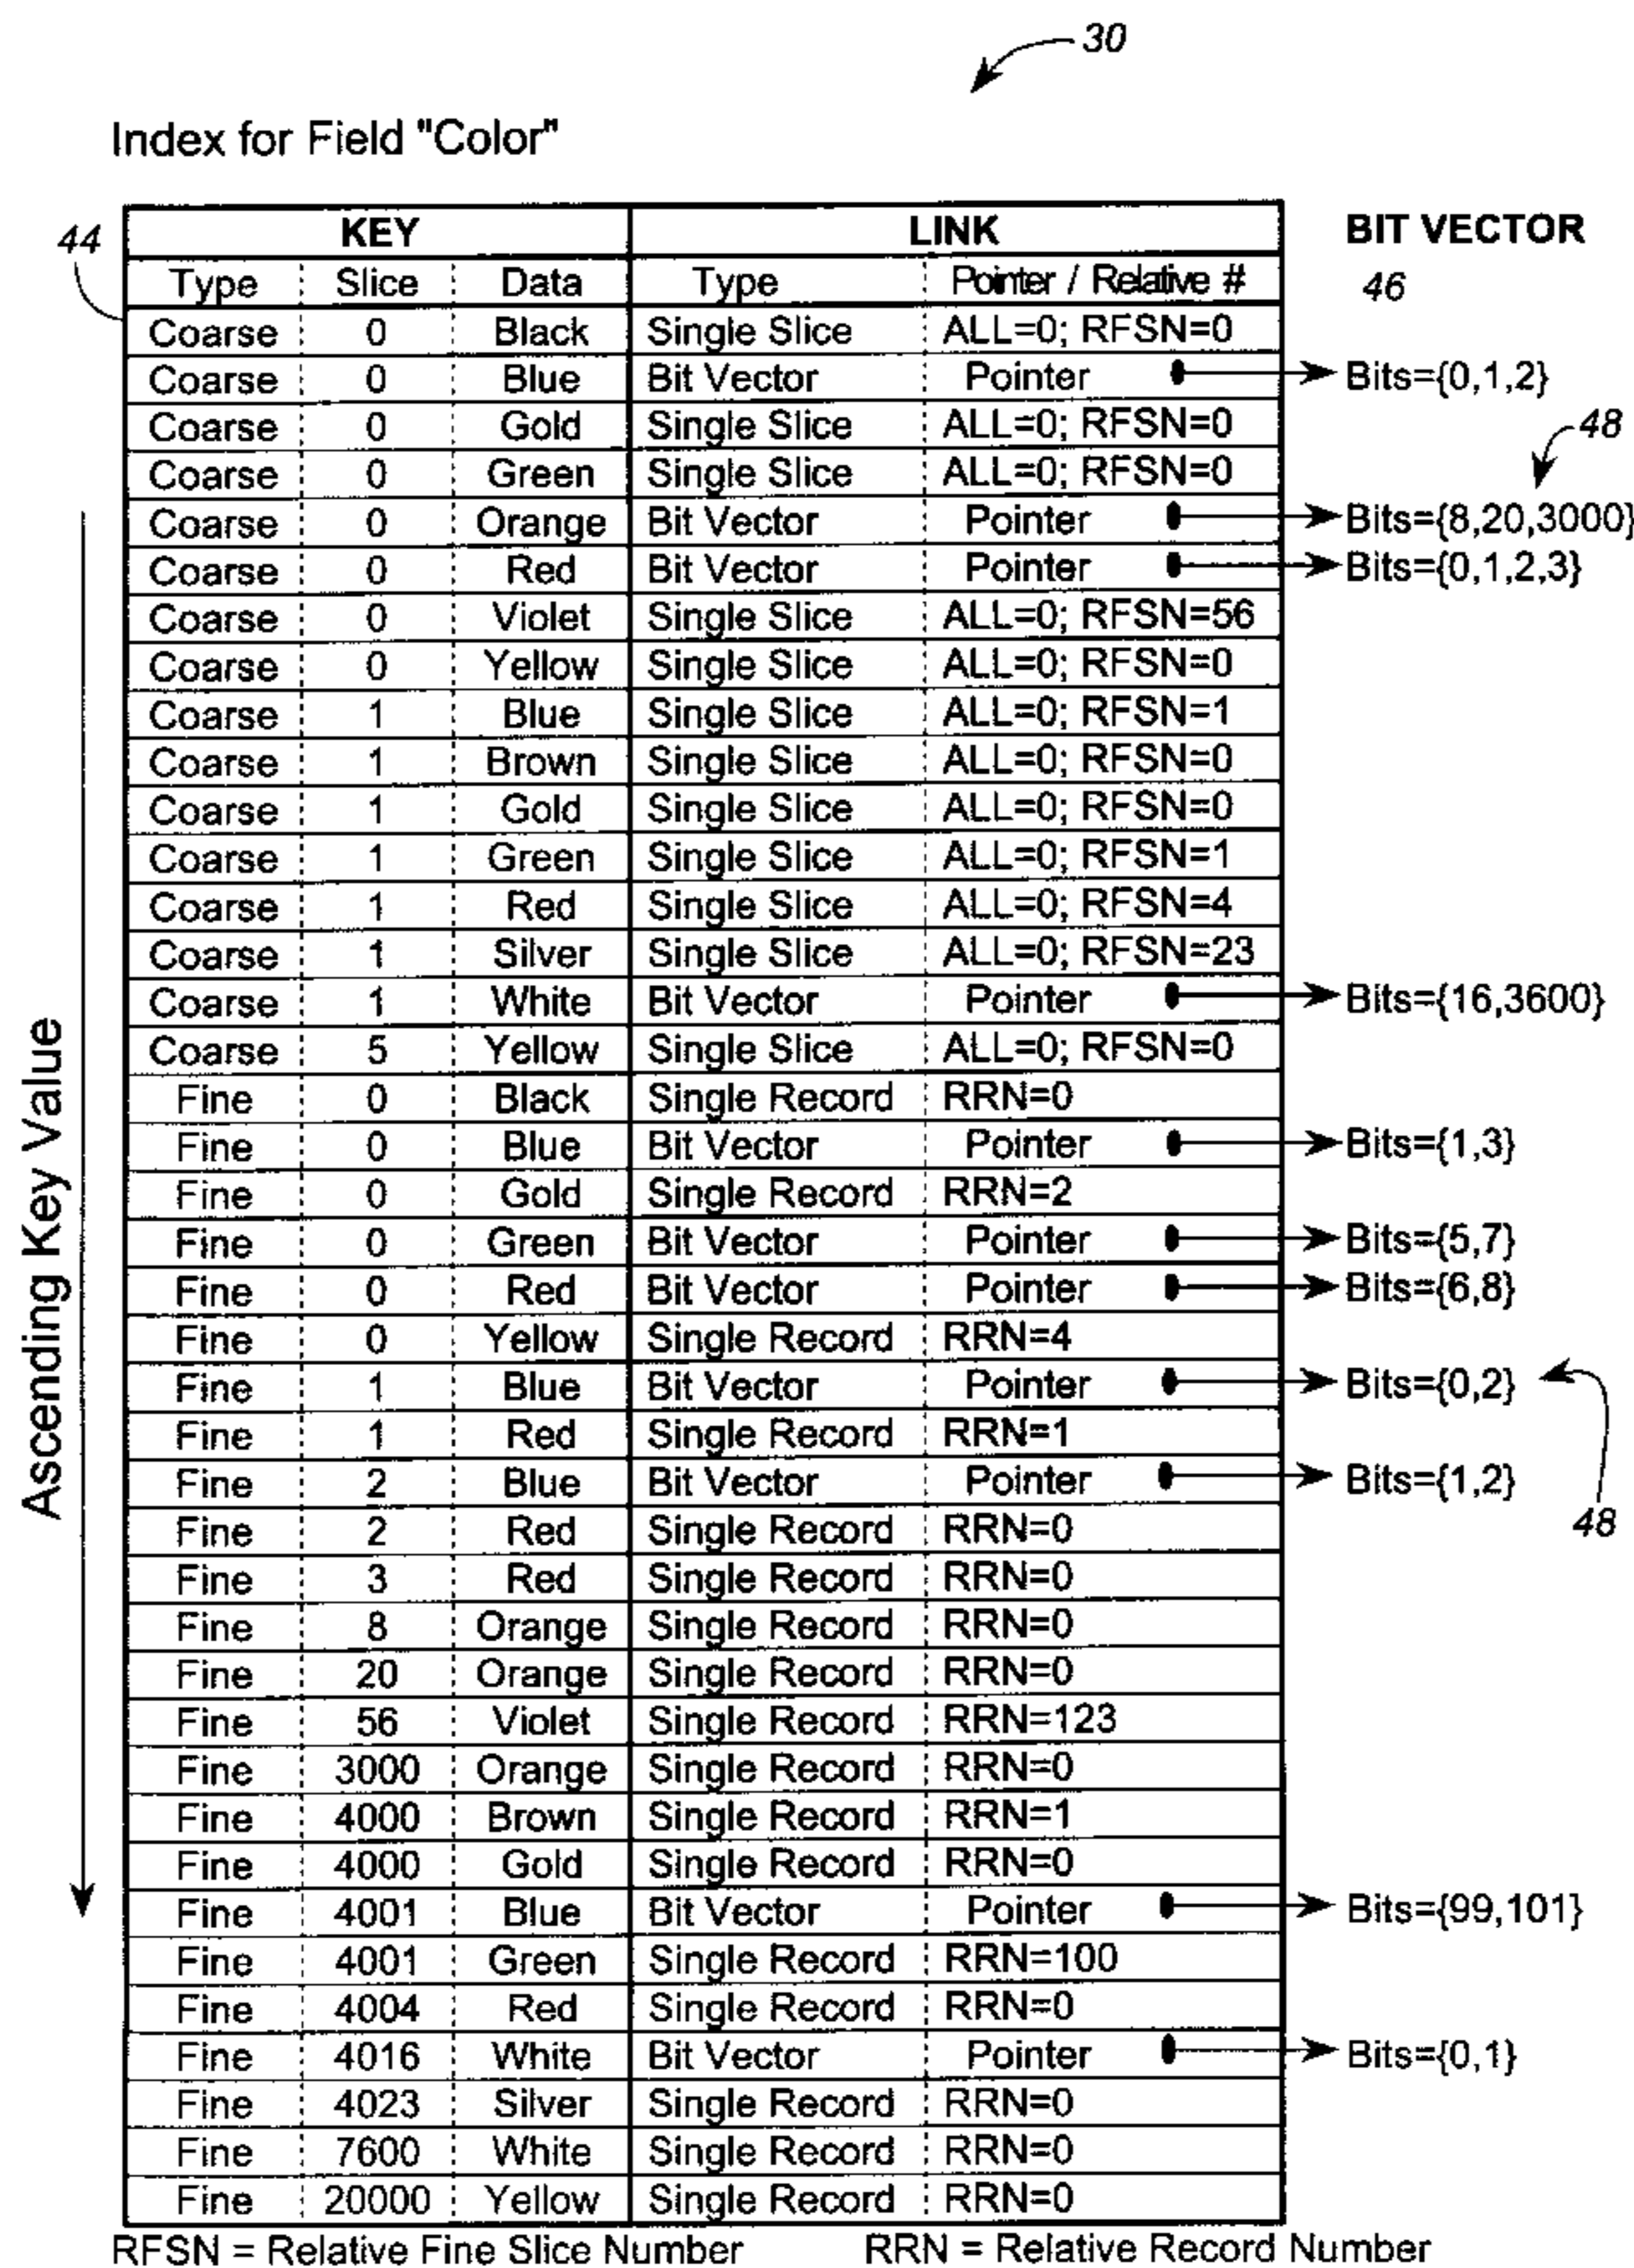 30
Index for Field "Color"
KEY LINK BIT VECTOR
44
Type Slice Data Type Pointer / Relative # 46
Coarse 0 Black Single Slice ALL=0; RFSN=0
Coarse 0 Blue Bit Vector Pointer Bits={0,1,2}
Coarse 0 Gold Single Slice ALL=0; RFSN=0
48
Coarse 0 Green Single Slice ALL=0; RFSN=0
Coarse 0 Orange Bit Vector Pointer Bits={8,20,3000}
Coarse 0 Red Bit Vector Pointer Bits={0,1,2,3}
Coarse 0 Violet Single Slice ALL=0; RFSN=56
Coarse 0 Yellow Single Slice ALL=0; RFSN=0
Coarse 1 Blue Single Slice ALL=0; RFSN=1
Coarse 1 Brown Single Slice ALL=0; RFSN=0
Coarse 1 Gold Single Slice ALL=0; RFSN=0
Coarse 1 Green Single Slice ALL=0; RFSN=1
Coarse 1 Red Single Slice ALL=0; RFSN=4
Coarse 1 Silver Single Slice ALL=0; RFSN=23
Coarse 1 White Bit Vector Pointer Bits={16,3600}
Coarse 5 Yellow Single Slice ALL=0; RFSN=0
Fine 0 Black Single Record RRN=0
Fine 0 Blue Bit Vector Pointer Bits={1,3}
Fine 0 Gold Single Record RRN=2
Fine 0 Green Bit Vector Pointer Bits={5,7}
Fine 0 Red Bit Vector Pointer Bits={6,8}
Fine 0 Yellow Single Record RRN=4
Fine 1 Blue Bit Vector Pointer Bits={0,2}
Fine 1 Red Single Record RRN=1
Fine 2 Blue Bit Vector Pointer Bits={1,2}
Fine 2 Red Single Record RRN=0
48
Fine 3 Red Single Record RRN=0
Fine 8 Orange Single Record RRN=0
Fine 20 Orange Single Record RRN=0
Fine 56 Violet Single Record RRN=123
Fine 3000 Orange Single Record RRN=0
Fine 4000 Brown Single Record RRN=1
Fine 4000 Gold Single Record RRN=0
Fine 4001 Blue Bit Vector Pointer Bits={99,101}
Fine 4001 Green Single Record RRN=100
Fine 4004 Red Single Record RRN=0
Fine 4016 White Bit Vector Pointer Bits={0,1}
Fine 4023 Silver Single Record RRN=0
Fine 7600 White Single Record RRN=0
Fine 20000 Yellow Single Record RRN=0
Ascending Key Value
RFSN = Relative Fine Slice Number RRN = Relative Record Number